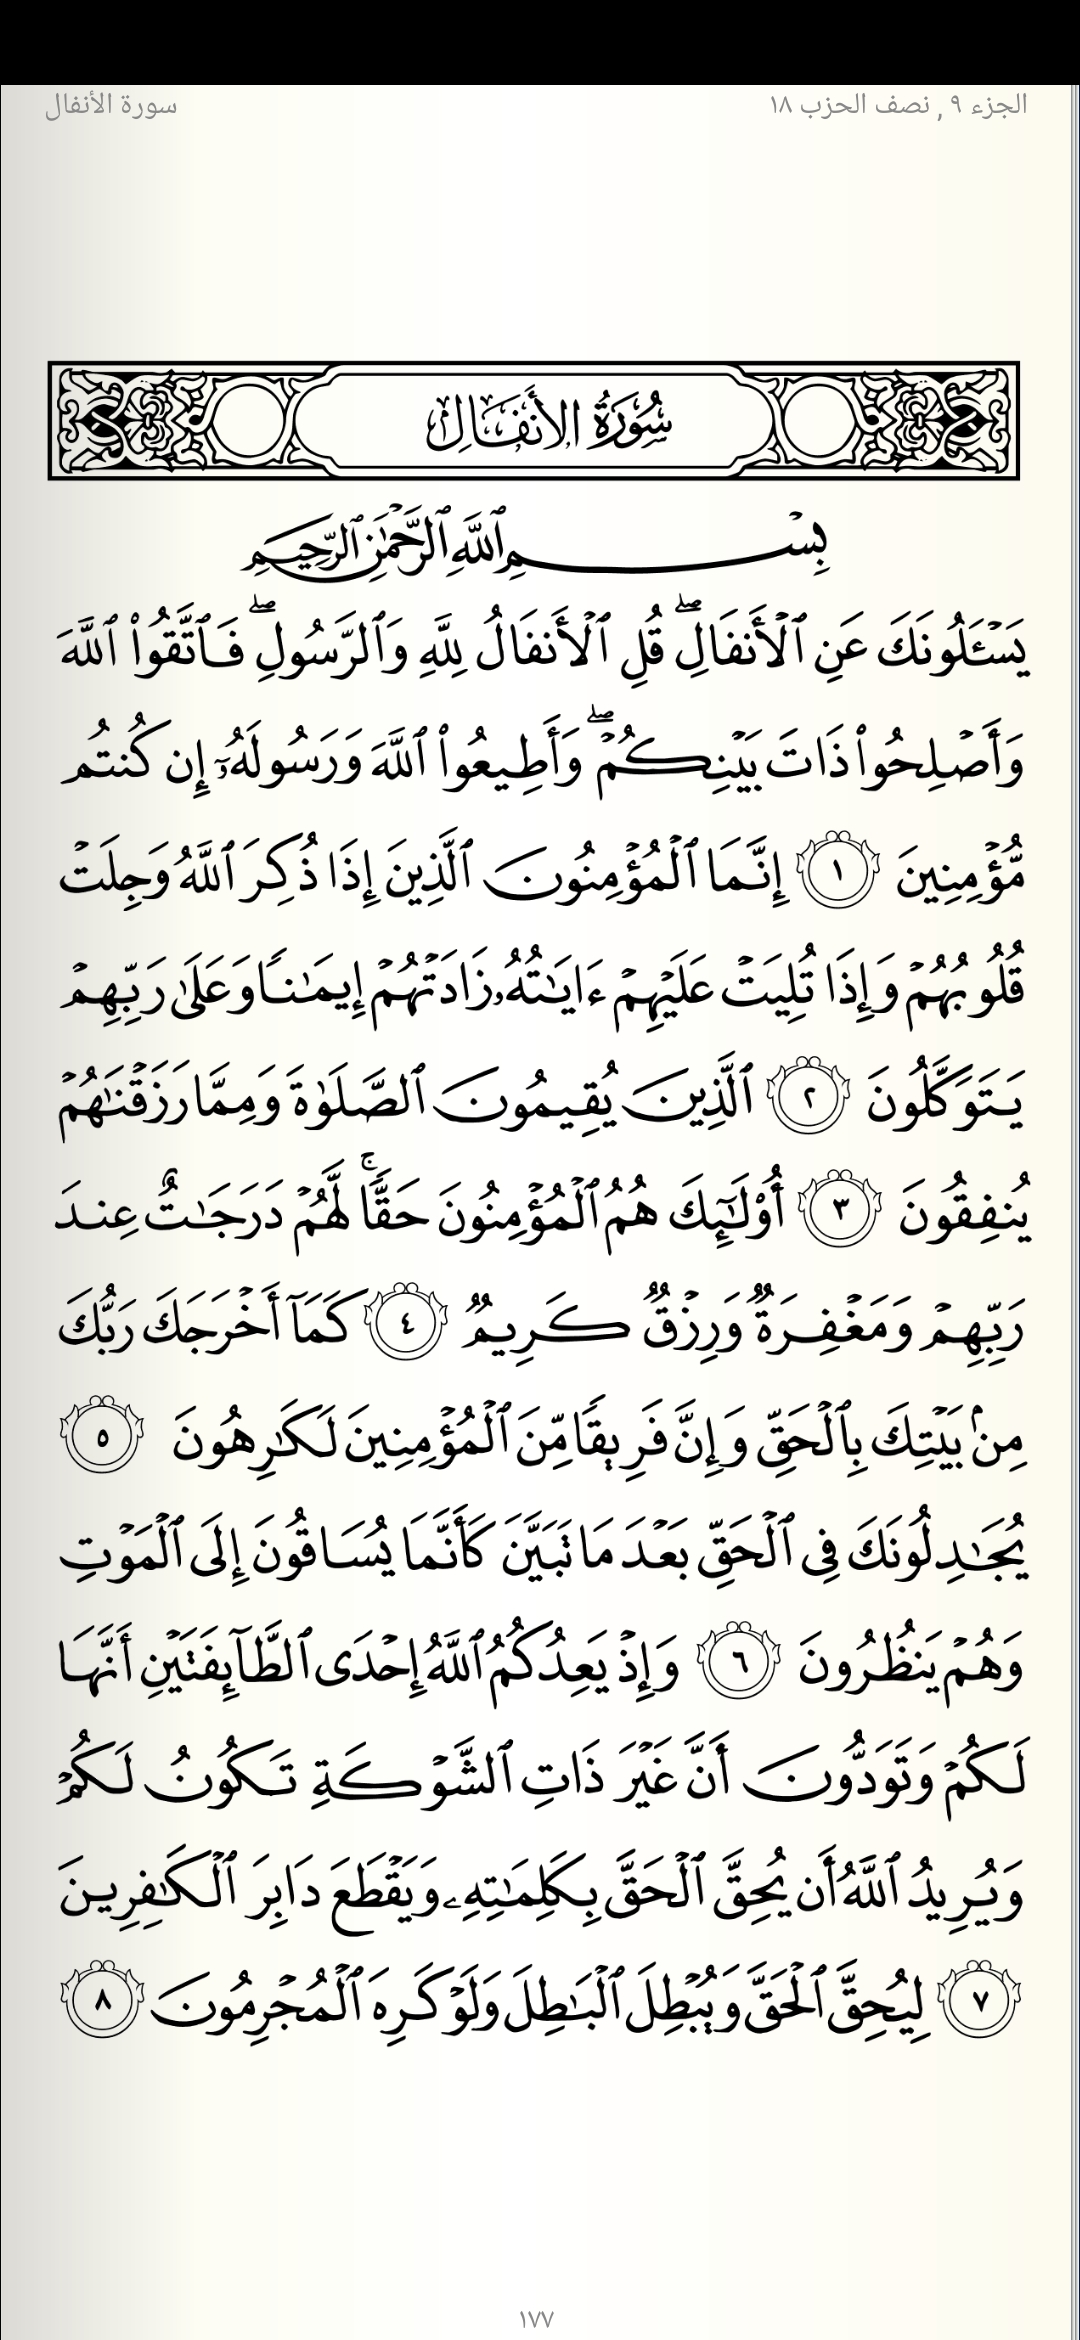 الجزء ٩ , نصف الحزب ١٨
سورة الأنفال
سُورَةُ الأَنفَالِ
بِسْمِ ٱللَّهِ ٱلرَّحْمَٰنِ ٱلرَّحِيمِ
يَسْـَٔلُونَكَ عَنِ ٱلْأَنفَالِ ۖ قُلِ ٱلْأَنفَالُ لِلَّهِ وَٱلرَّسُولِ ۖ فَٱتَّقُوا۟ ٱللَّهَ
وَأَصْلِحُوا۟ ذَاتَ بَيْنِكُمْ ۖ وَأَطِيعُوا۟ ٱللَّهَ وَرَسُولَهُۥٓ إِن كُنتُم
مُّؤْمِنِينَ ١ إِنَّمَا ٱلْمُؤْمِنُونَ ٱلَّذِينَ إِذَا ذُكِرَ ٱللَّهُ وَجِلَتْ
قُلُوبُهُمْ وَإِذَا تُلِيَتْ عَلَيْهِمْ ءَايَـٰتُهُۥ زَادَتْهُمْ إِيمَـٰنًا وَعَلَىٰ رَبِّهِمْ
يَتَوَكَّلُونَ ٢ ٱلَّذِينَ يُقِيمُونَ ٱلصَّلَوٰةَ وَمِمَّا رَزَقْنَـٰهُمْ
يُنفِقُونَ ٣ أُو۟لَـٰٓئِكَ هُمُ ٱلْمُؤْمِنُونَ حَقًّا ۚ لَّهُمْ دَرَجَـٰتٌ عِندَ
رَبِّهِمْ وَمَغْفِرَةٌ وَرِزْقٌ كَرِيمٌ ٤ كَمَآ أَخْرَجَكَ رَبُّكَ
مِنۢ بَيْتِكَ بِٱلْحَقِّ وَإِنَّ فَرِيقًا مِّنَ ٱلْمُؤْمِنِينَ لَكَـٰرِهُونَ ٥
يُجَـٰدِلُونَكَ فِى ٱلْحَقِّ بَعْدَ مَا تَبَيَّنَ كَأَنَّمَا يُسَاقُونَ إِلَى ٱلْمَوْتِ
وَهُمْ يَنظُرُونَ ٦ وَإِذْ يَعِدُكُمُ ٱللَّهُ إِحْدَى ٱلطَّآئِفَتَيْنِ أَنَّهَا
لَكُمْ وَتَوَدُّونَ أَنَّ غَيْرَ ذَاتِ ٱلشَّوْكَةِ تَكُونُ لَكُمْ
وَيُرِيدُ ٱللَّهُ أَن يُحِقَّ ٱلْحَقَّ بِكَلِمَـٰتِهِۦ وَيَقْطَعَ دَابِرَ ٱلْكَـٰفِرِينَ
٧ لِيُحِقَّ ٱلْحَقَّ وَيُبْطِلَ ٱلْبَـٰطِلَ وَلَوْ كَرِهَ ٱلْمُجْرِمُونَ ٨
١٧٧